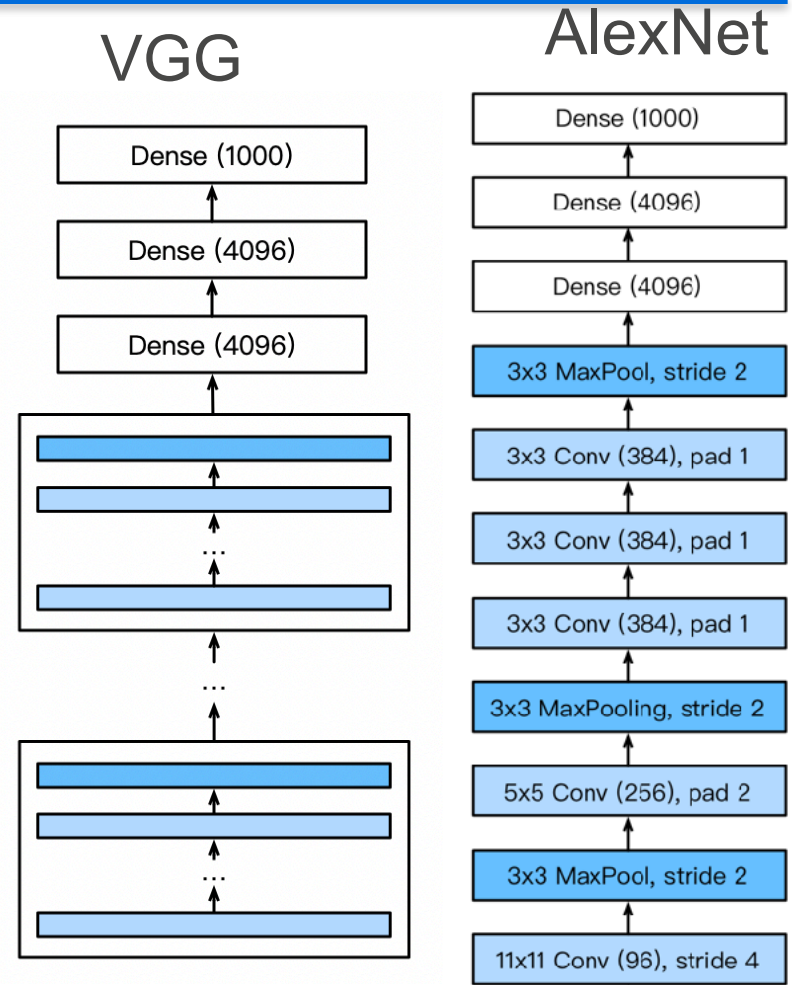 VGG
Dense (1000)
Dense (4096)
Dense (4096)
...
...
...
AlexNet
Dense (1000)
Dense (4096)
Dense (4096)
3x3 MaxPool, stride 2
3x3 Conv (384), pad 1
3x3 Conv (384), pad 1
3x3 Conv (384), pad 1
3x3 MaxPooling, stride 2
5x5 Conv (256), pad 2
3x3 MaxPool, stride 2
11x11 Conv (96), stride 4